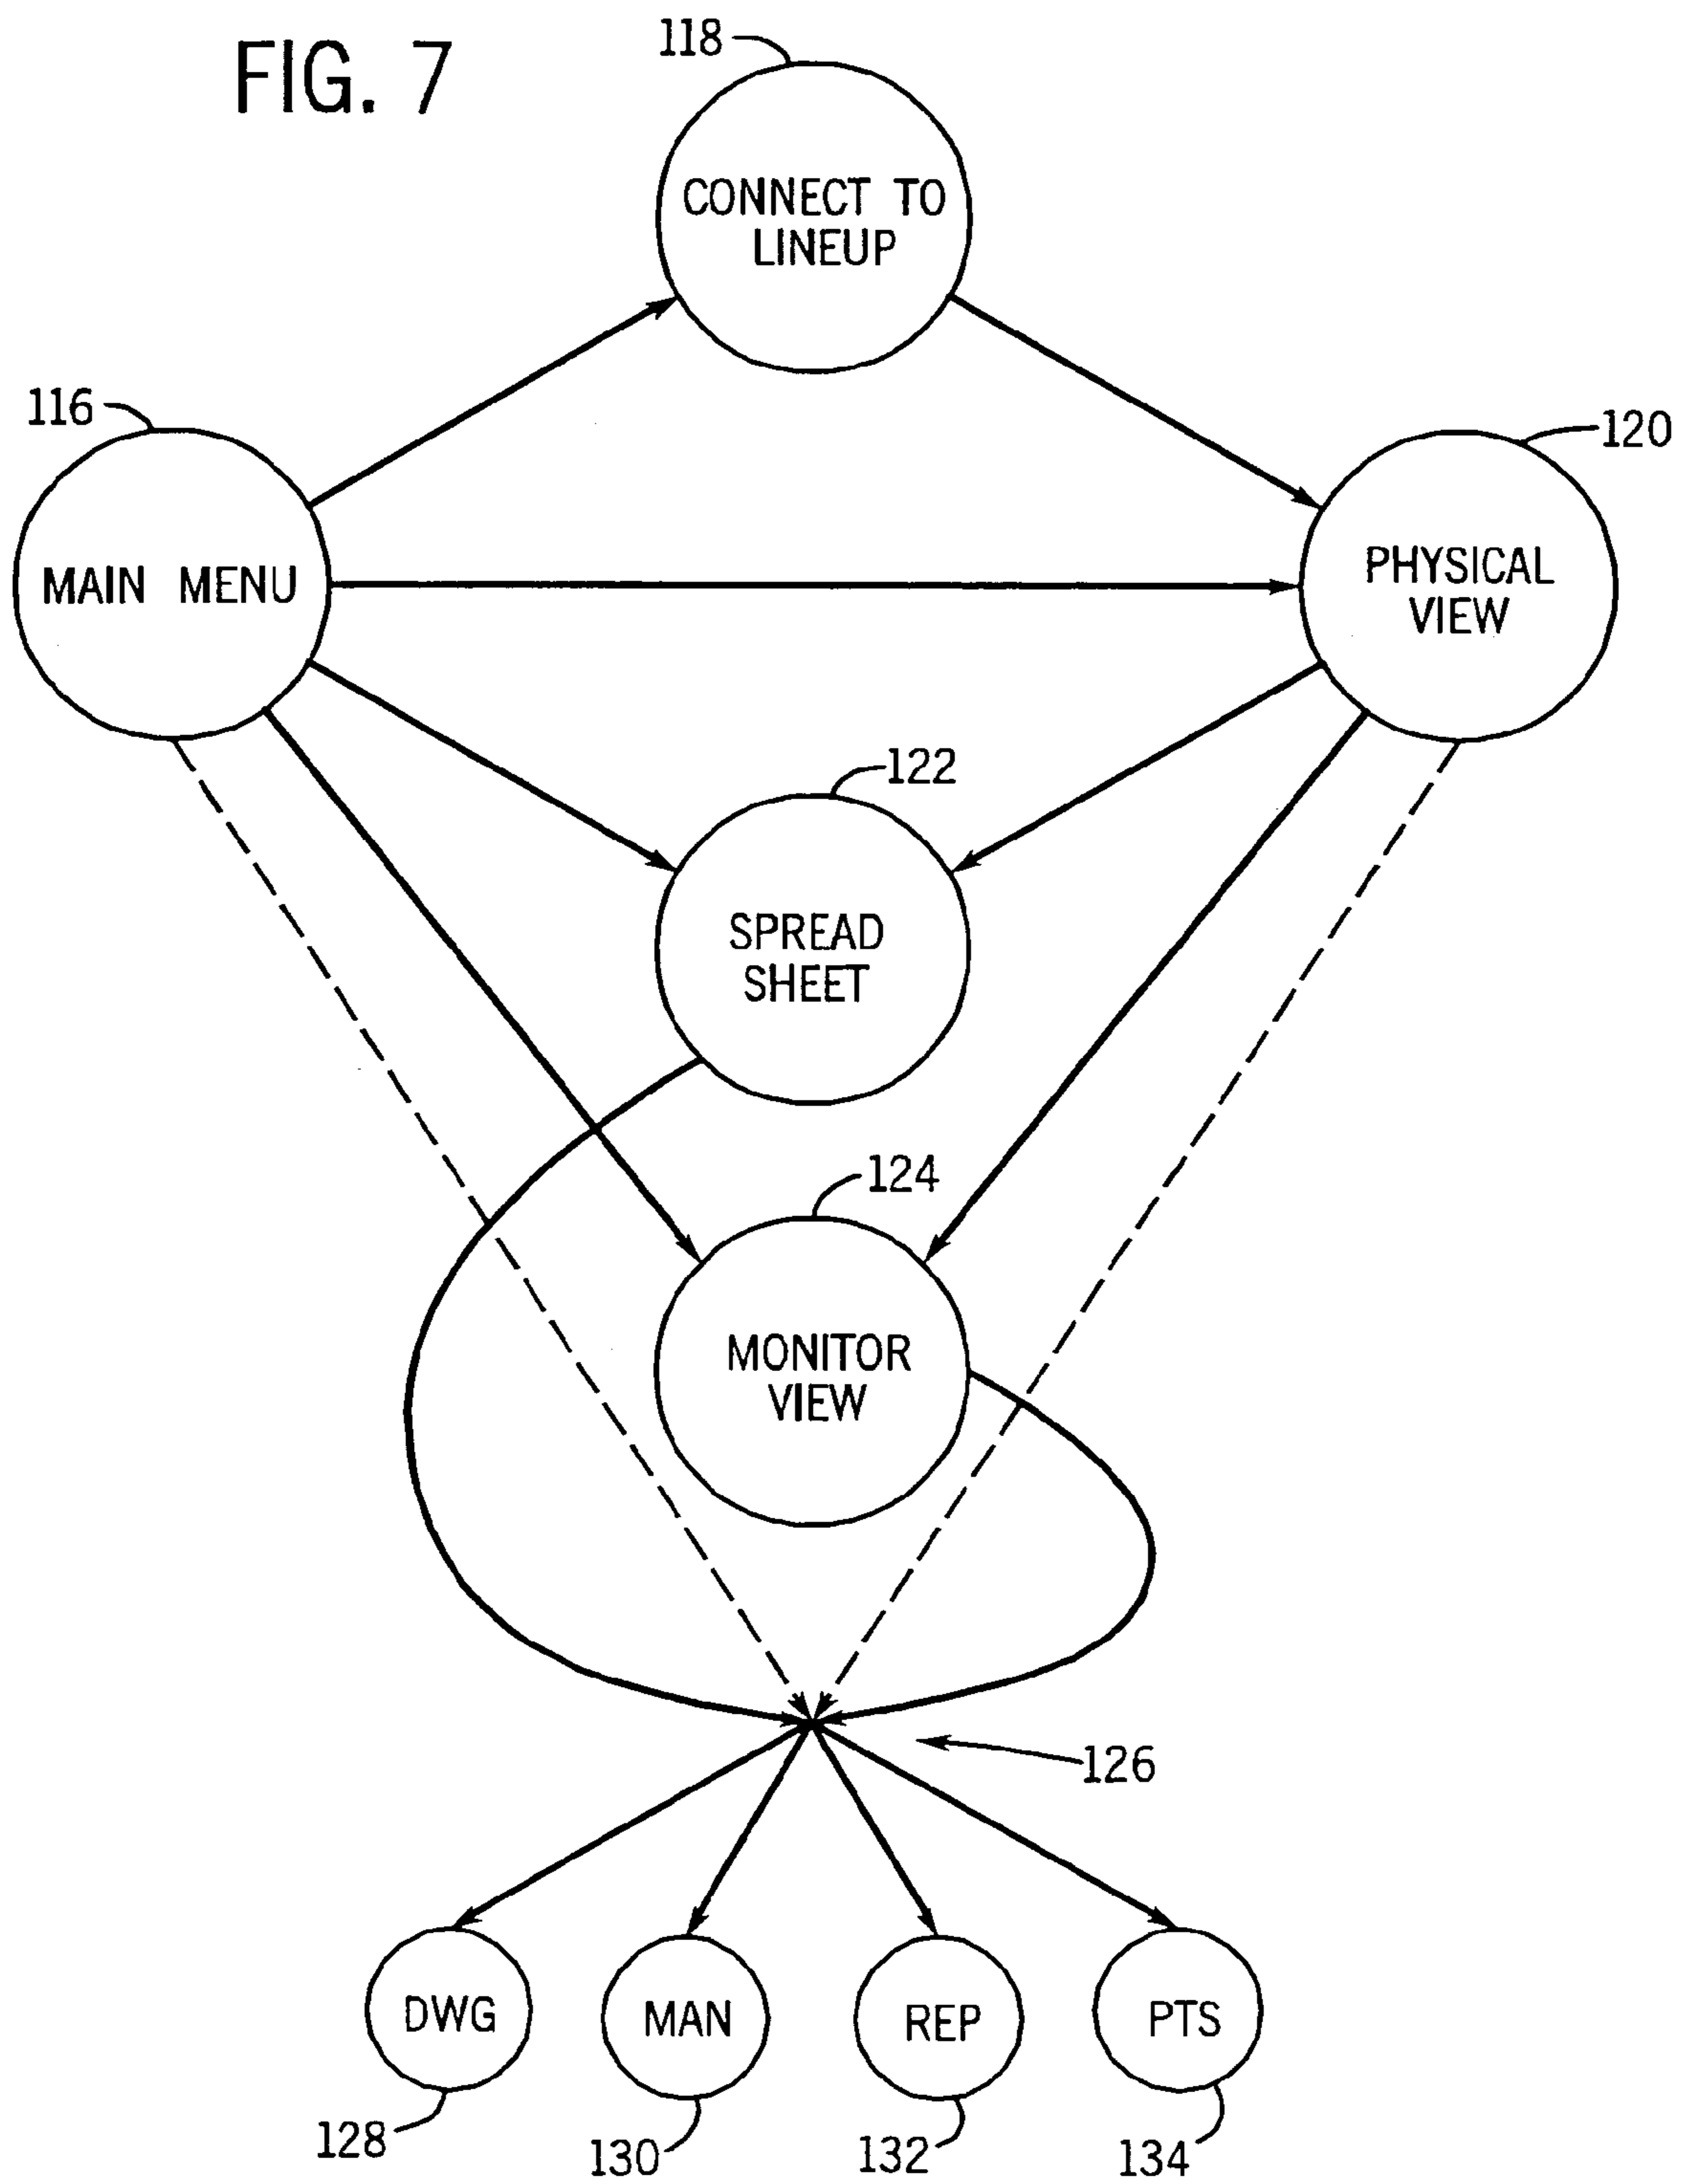 FIG. 7
118
CONNECT TO
LINEUP
116
MAIN MENU
120
PHYSICAL
VIEW
122
SPREAD
SHEET
124
MONITOR
VIEW
126
DWG
MAN
REP
PTS
128
130
132
134